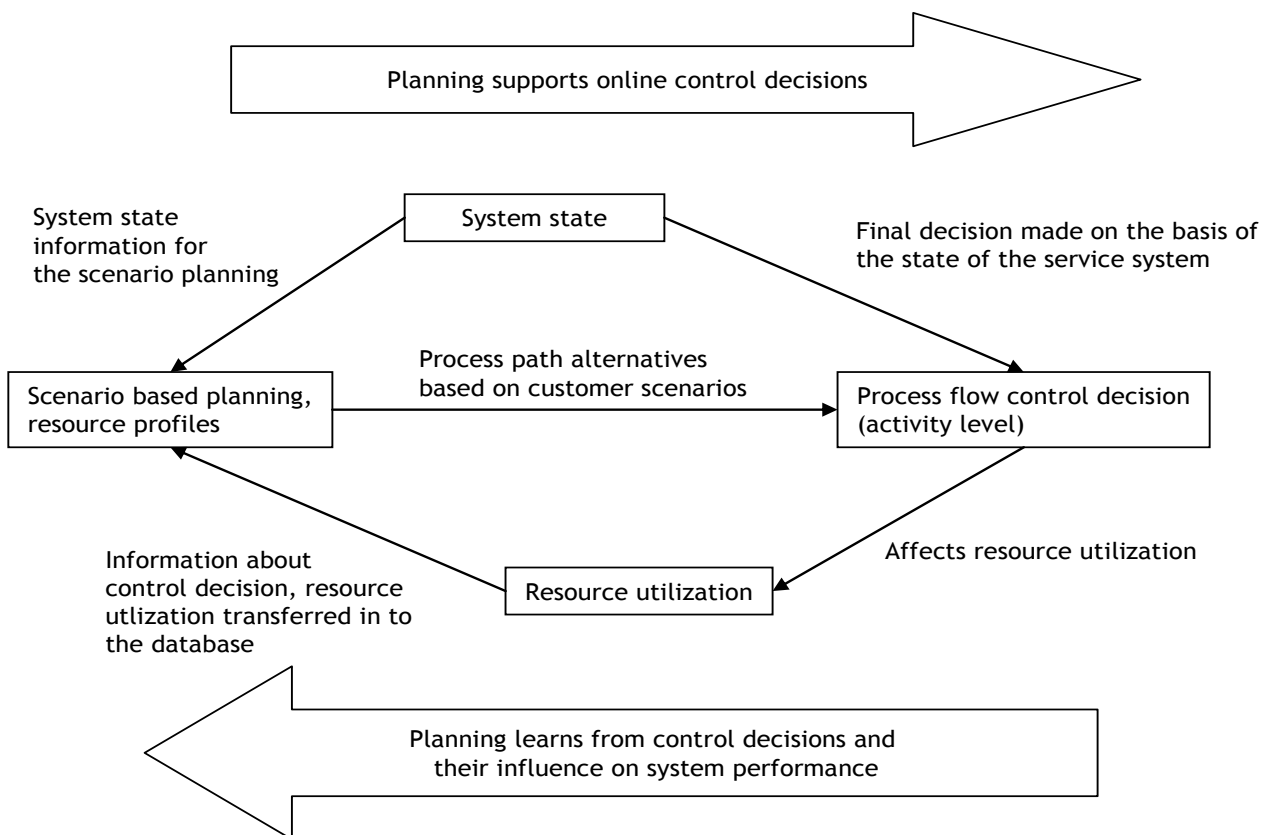 Planning supports online control decisions
System state
information for
the scenario planning
System state
Final decision made on the basis of
the state of the service system
Process path alternatives
based on customer scenarios
Scenario based planning,
resource profiles
Process flow control decision
(activity level)
Information about
control decision, resource
utlization transferred in to
the database
Resource utilization
Affects resource utilization
Planning learns from control decisions and
their influence on system performance